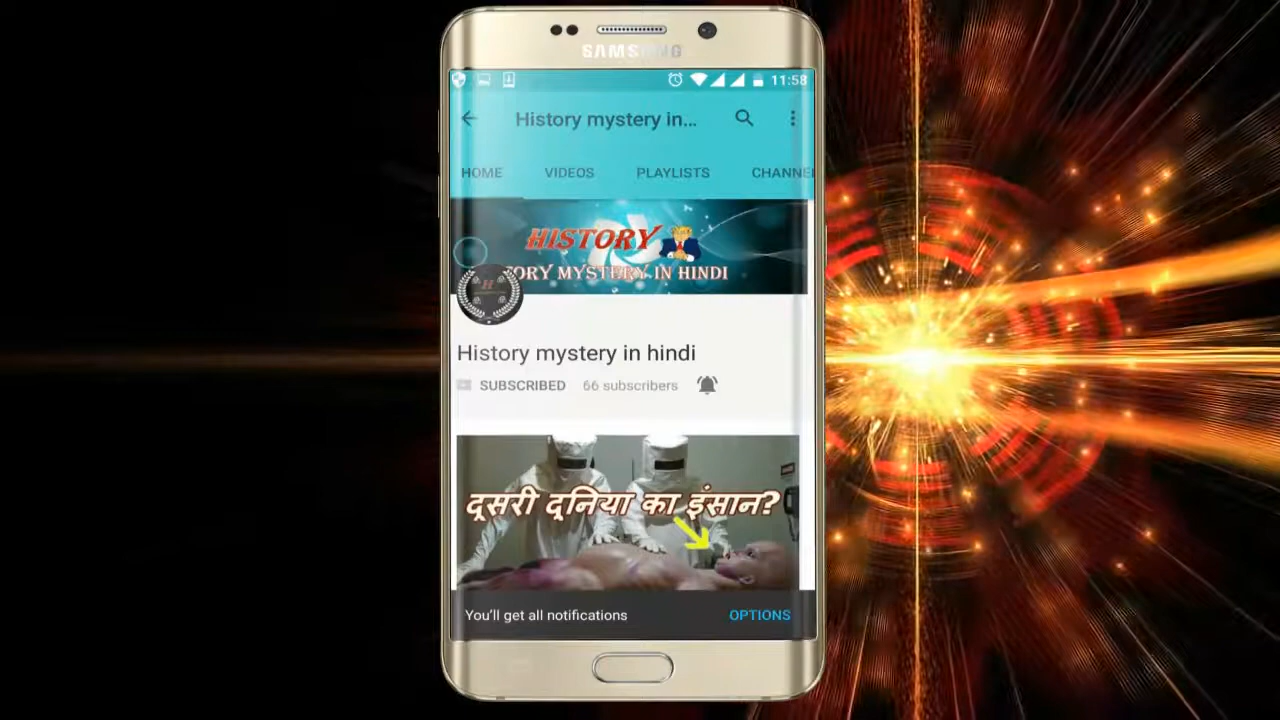 SAMSUNG
11:58
History mystery in...
HOME VIDEOS PLAYLISTS CHANNE
HISTORY
ORY MYSTERY IN HINDI
H
History mystery in hindi
SUBSCRIBED 66 subscribers
दूसरी दुनिया का इंसान?
You'll get all notifications OPTIONS